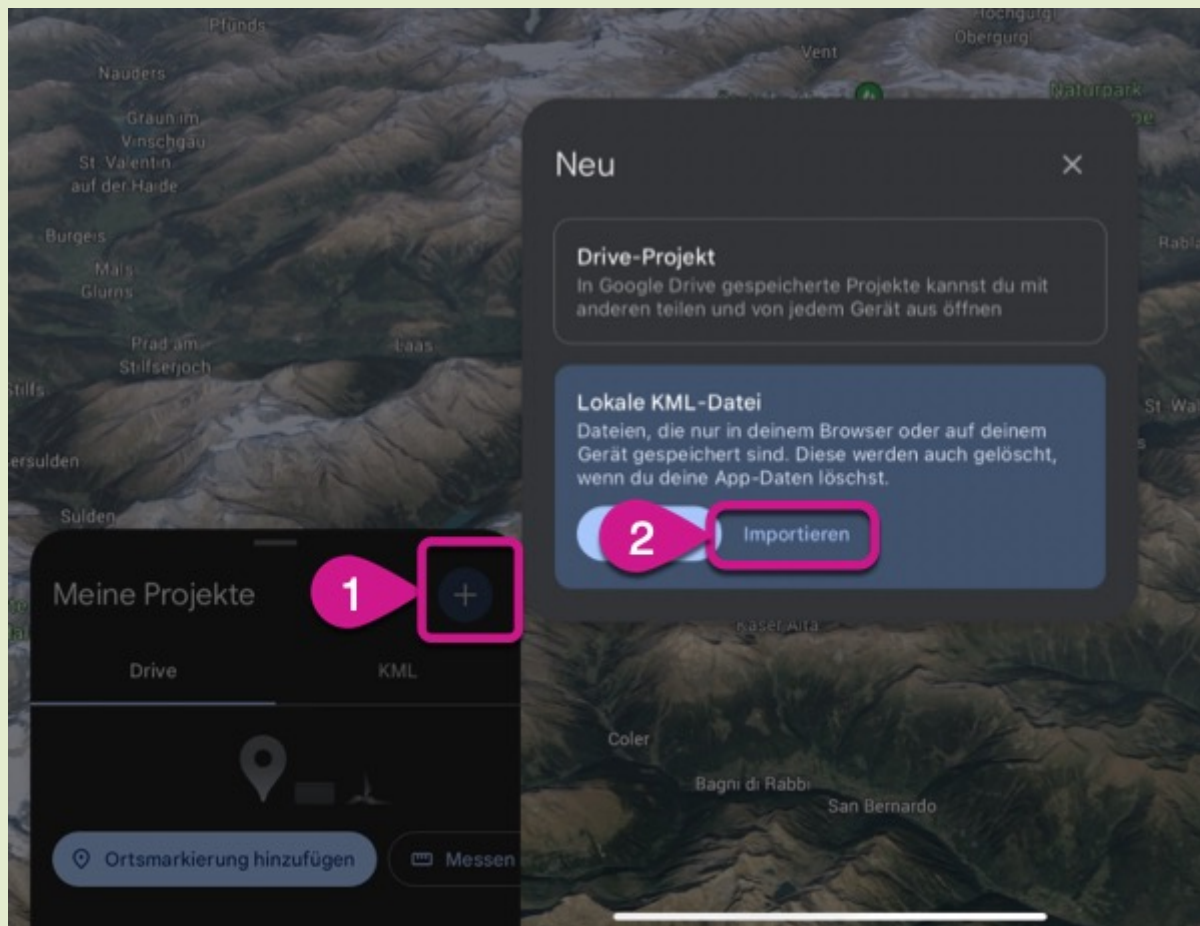 Pfunds
Nauders
Graun im
Vinschgau
St. Valentin
auf der Haide
Burgeis
Mals
Glurns
Prad am
Stilfserjoch
Laas
Stilfs
Sulden
Vent
Obergurgl
Naturpark
Neu
Drive-Projekt
In Google Drive gespeicherte Projekte kannst du mit
anderen teilen und von jedem Gerät aus öffnen
Lokale KML-Datei
Dateien, die nur in deinem Browser oder auf deinem
Gerät gespeichert sind. Diese werden auch gelöscht,
wenn du deine App-Daten löschst.
2
Importieren
Meine Projekte
1
Drive
KML
Ortsmarkierung hinzufügen
Messen
Coler
Bagni di Rabbi
San Bernardo